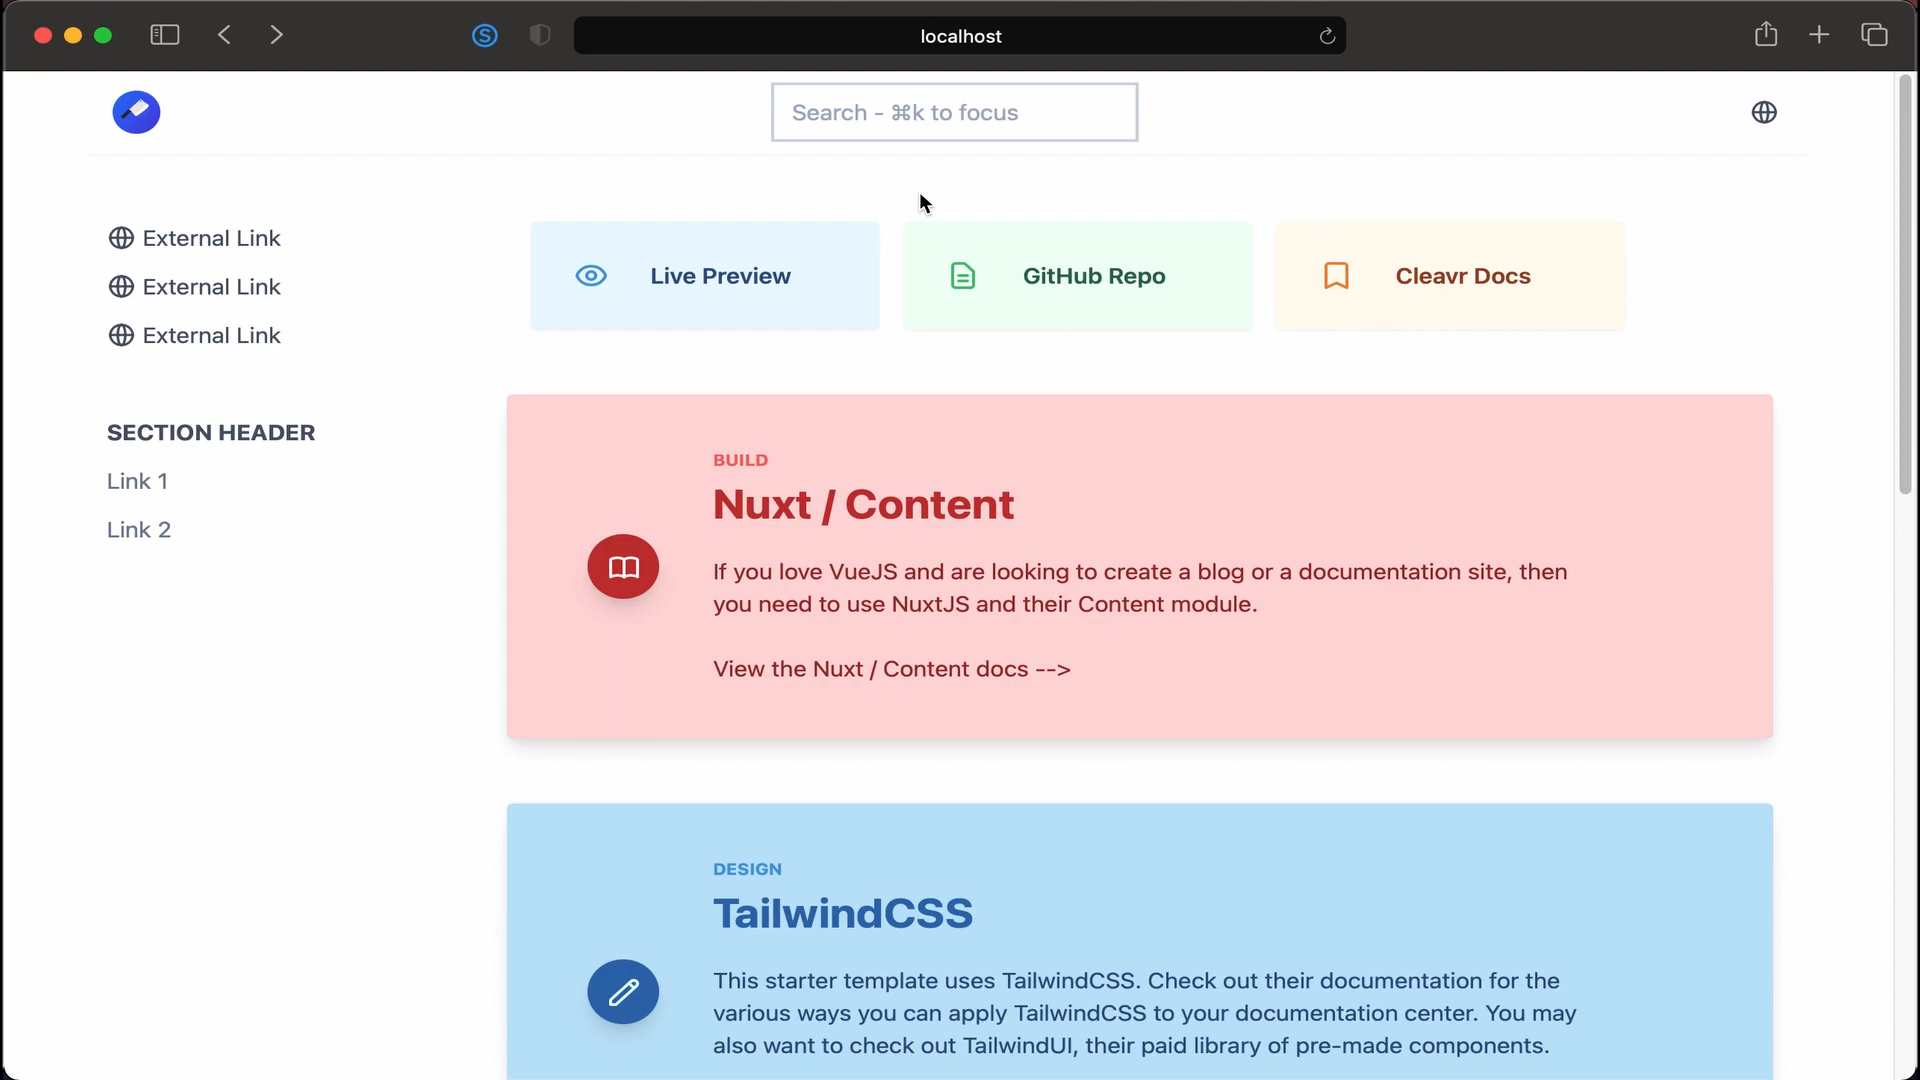 localhost
Search - ⌘k to focus
External Link
External Link
External Link
SECTION HEADER
Link 1
Link 2
Live Preview
GitHub Repo
Cleavr Docs
BUILD
Nuxt / Content
If you love VueJS and are looking to create a blog or a documentation site, then
you need to use NuxtJS and their Content module.
View the Nuxt / Content docs -->
DESIGN
TailwindCSS
This starter template uses TailwindCSS. Check out their documentation for the
various ways you can apply TailwindCSS to your documentation center. You may
also want to check out TailwindUI, their paid library of pre-made components.